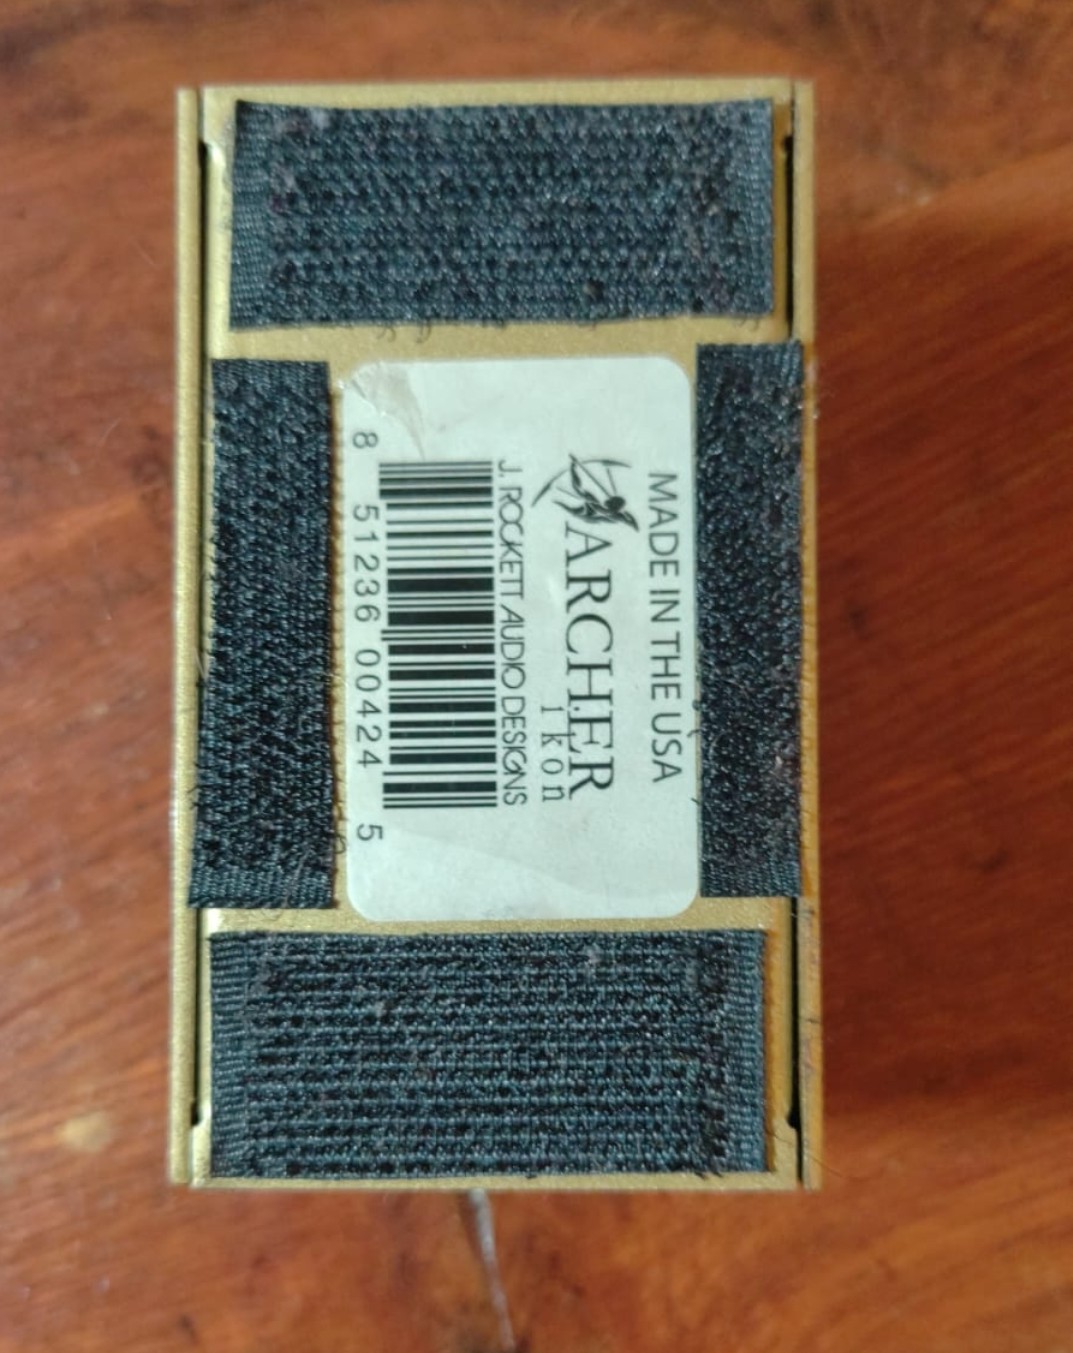 MADE IN THE USA
ARCHER
ikon
J. ROCKETT AUDIO DESIGNS
8 51236 00424 5